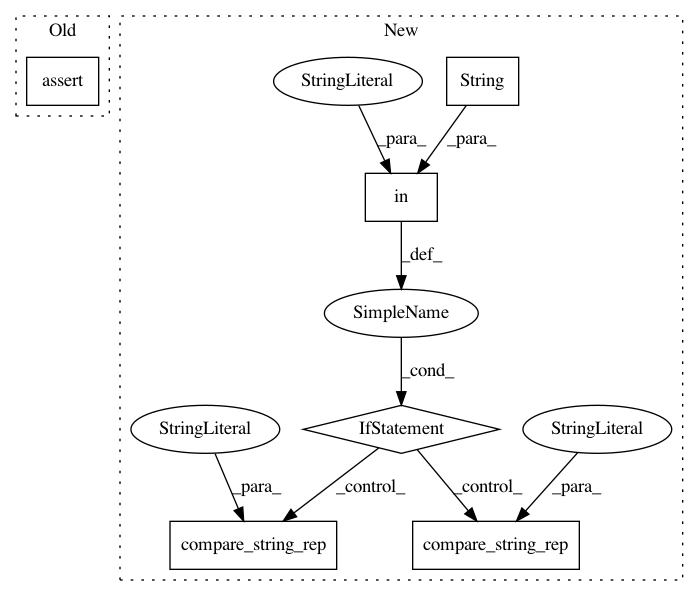 Old
New
assert
StringLiteral
String
_para_
_para_
in
_def_
SimpleName
_cond_
StringLiteral
IfStatement
StringLiteral
_para_
_control_
_control_
_para_
compare_string_rep
compare_string_rep